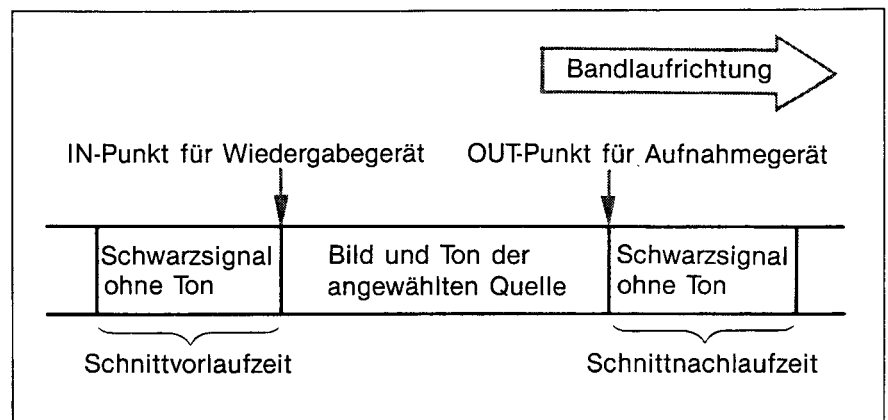 Bandlaufrichtung
IN-Punkt für Wiedergabegerät
OUT-Punkt für Aufnahmegerät
Schwarzsignal
ohne Ton
Bild und Ton der
angewählten Quelle
Schwarzsignal
ohne Ton
Schnittvorlaufzeit
Schnittnachlaufzeit